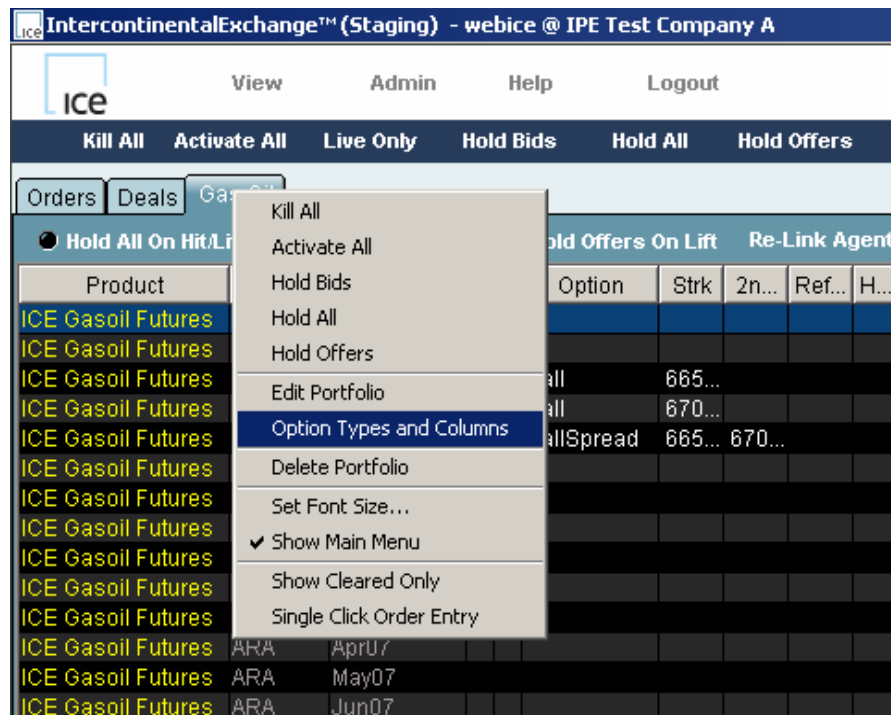 ice IntercontinentalExchange™ (Staging) - webice @ IPE Test Company A
ice View Admin Help Logout
Kill All Activate All Live Only Hold Bids Hold All Hold Offers
Orders Deals
Hold All On Hit/Li Offers On Lift Re-Link Agent
Product Option Strk 2n... Ref... H...
ICE Gasoil Futures
ICE Gasoil Futures
ICE Gasoil Futures all 665...
ICE Gasoil Futures all 670...
ICE Gasoil Futures allSpread 665... 670...
ICE Gasoil Futures
ICE Gasoil Futures
ICE Gasoil Futures
ICE Gasoil Futures
ICE Gasoil Futures
ICE Gasoil Futures
ICE Gasoil Futures ARA Apr07
ICE Gasoil Futures ARA May07
ICE Gasoil Futures ARA Jun07
Kill All
Activate All
Hold Bids
Hold All
Hold Offers
Edit Portfolio
Option Types and Columns
Delete Portfolio
Set Font Size...
Show Main Menu
Show Cleared Only
Single Click Order Entry